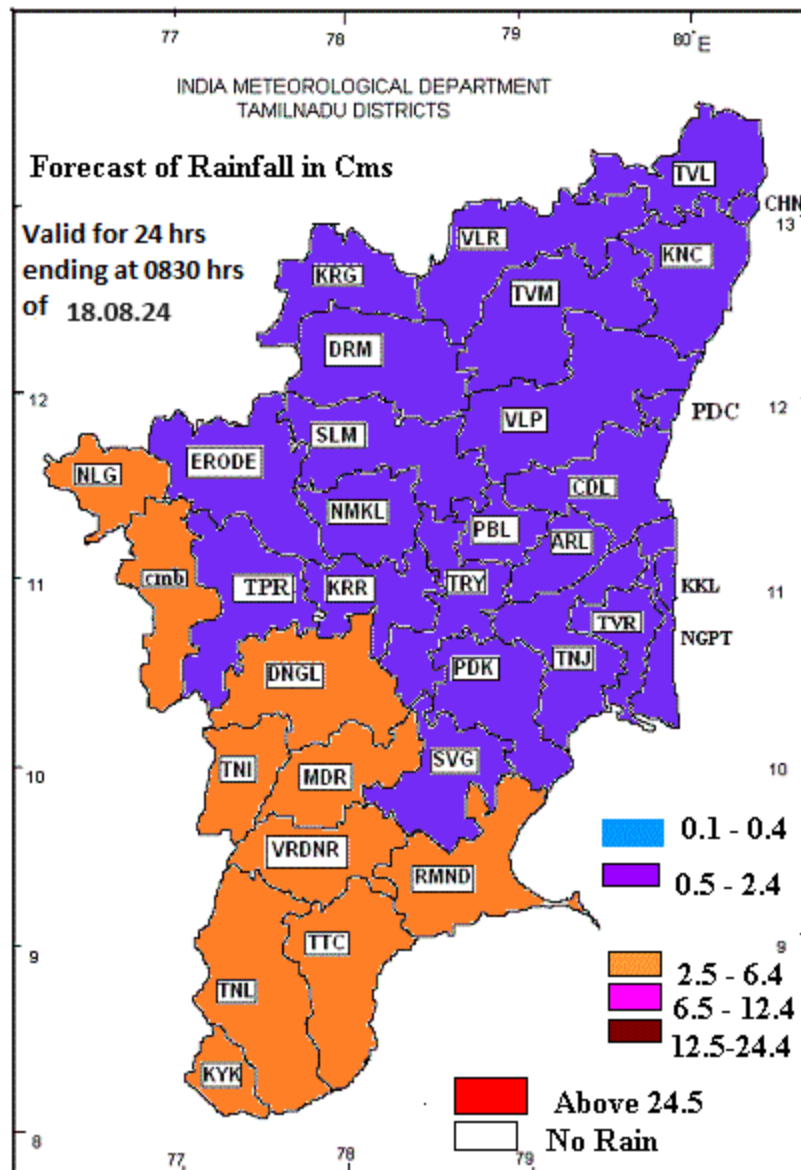 77 78 79 80°E
INDIA METEOROLOGICAL DEPARTMENT
TAMILNADU DISTRICTS
Forecast of Rainfall in Cms
TVL
CHN
13
Valid for 24 hrs
ending at 0830 hrs
of 18.08.24
VLR
KNC
KRG
TVM
DRM
12
12
PDC
VLP
SLM
ERODE
NLG
CDL
NMKL
PBL
ARL
11
cmb
TPR
KRR
TRY
KKL
11
TVR
NGPT
DNGL
PDK
TNJ
10
TNI
MDR
SVG
10
0.1 - 0.4
VRDNR
RMND
0.5 - 2.4
9
TTC
9
2.5 - 6.4
TNL
6.5 - 12.4
12.5-24.4
KYK
Above 24.5
8
No Rain
77 78 79